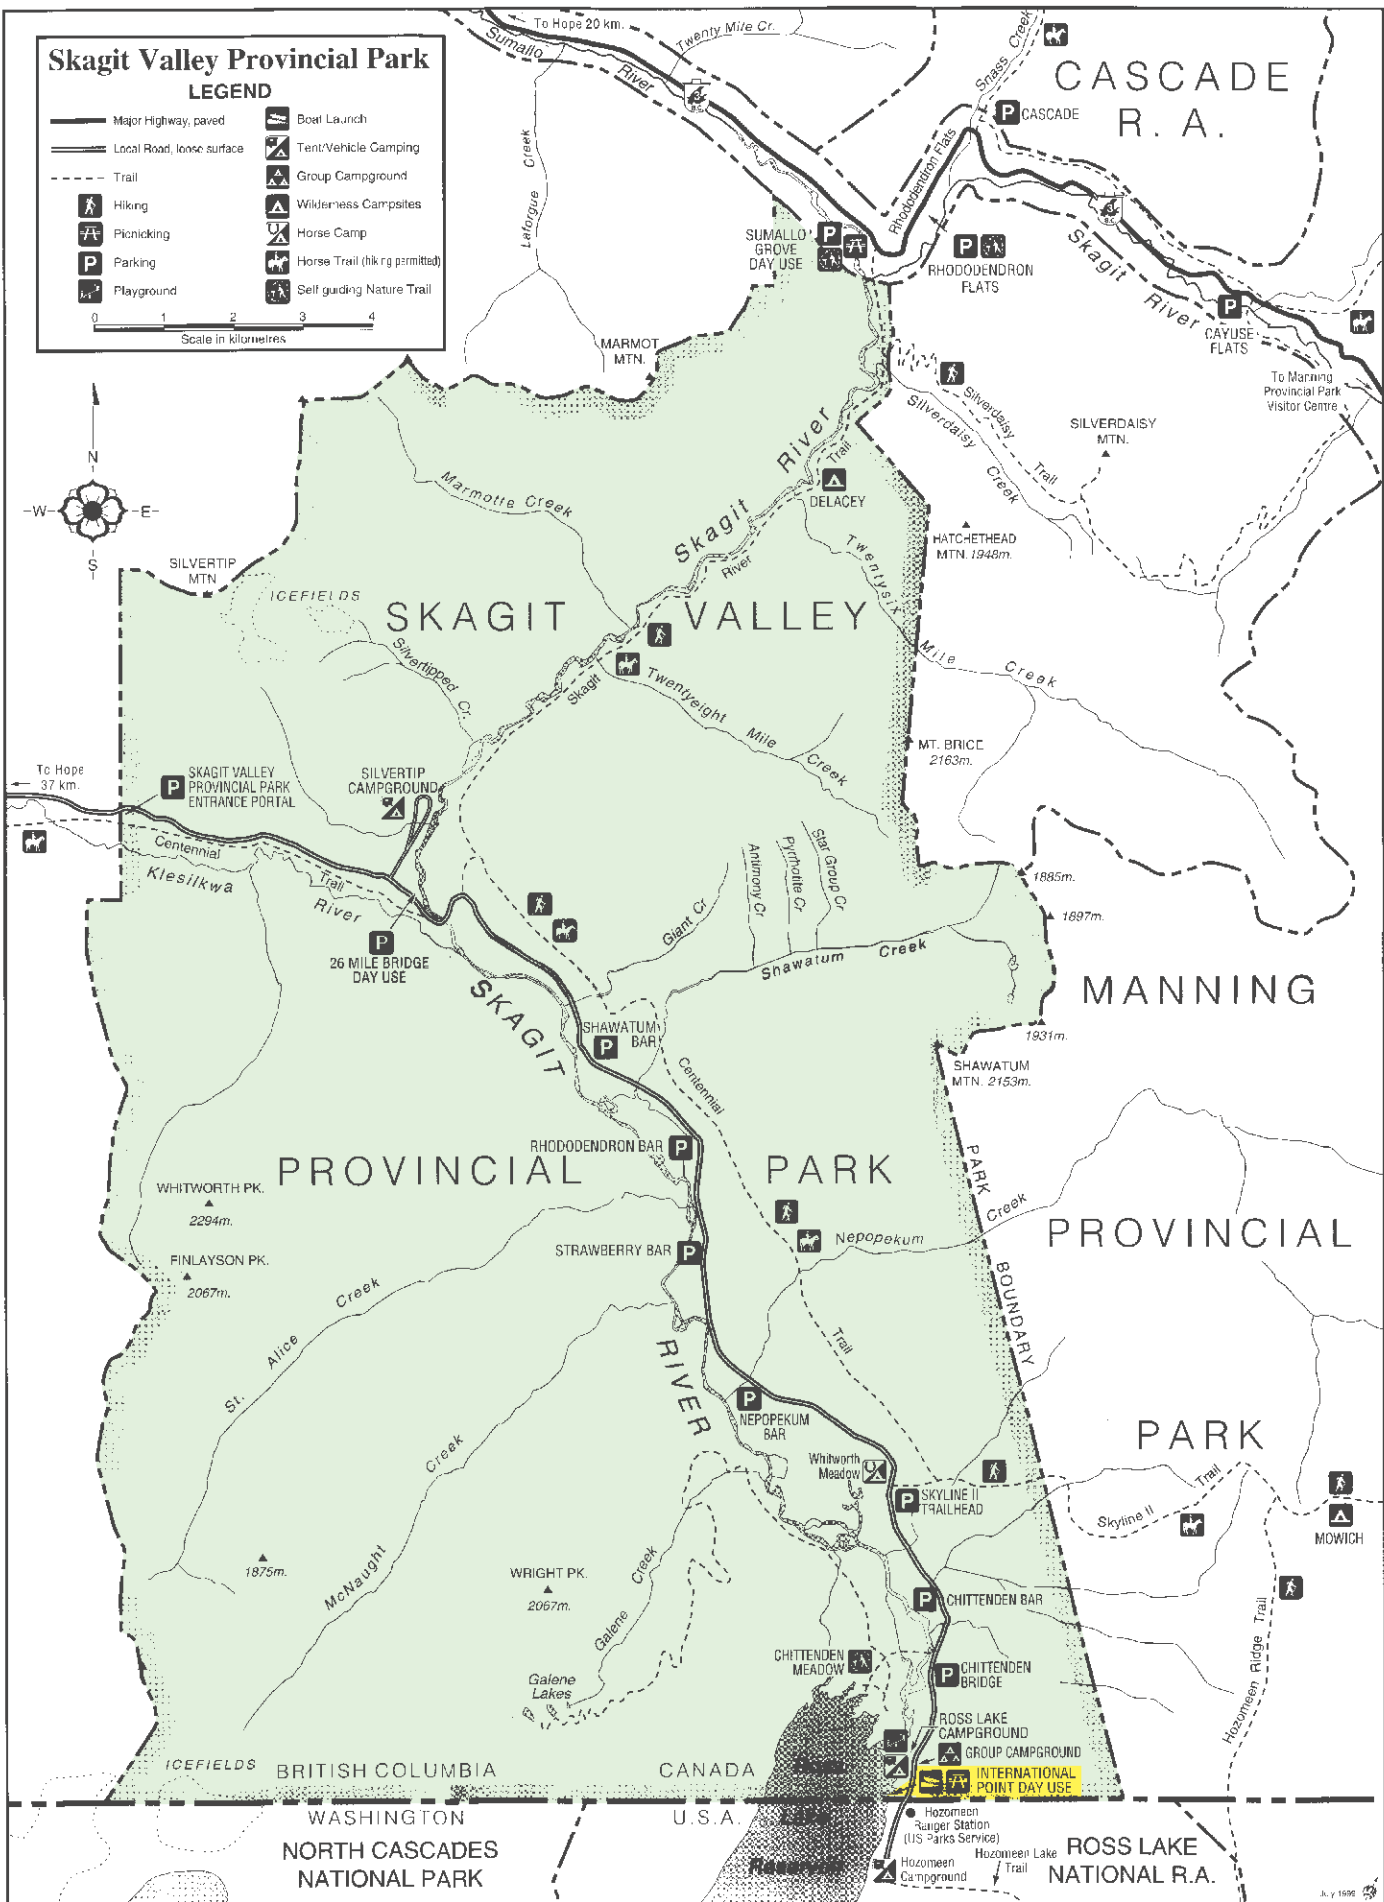 Skagit Valley Provincial Park
LEGEND
Major Highway, paved
Local Road, loose surface
Trail
Hiking
Picnicking
P
Parking
Playground
Boat Launch
Tent/Vehicle Camping
Group Campground
Wilderness Campsites
Horse Camp
Horse Trail (hiking permitted)
Self guiding Nature Trail
0 1 2 3 4
Scale in kilometres
N
W E
S
To Hope 20 km.
Sumallo
River
Twenty Mile Cr.
3
Snass Creek
CASCADE
R. A.
P CASCADE
Rhododendron Flats
Laforgue Creek
SUMALLO
GROVE
DAY USE
P
P
RHODODENDRON
FLATS
3
Skagit River
P
CAYUSE
FLATS
To Manning
Provincial Park
Visitor Centre
MARMOT
MTN.
Silverdaisy Trail
Silverdaisy Creek
SILVERDAISY
MTN.
Skagit River
Trail
DELACEY
Marmotte Creek
River
Twentysix
Mile Creek
HATCHETHEAD
MTN. 1948m.
SILVERTIP
MTN
ICEFIELDS
SKAGIT VALLEY
Silvertipped Cr.
Skagit
Twentyeight Mile Creek
MT. BRICE
2163m.
To Hope
37 km.
P
SKAGIT VALLEY
PROVINCIAL PARK
ENTRANCE PORTAL
SILVERTIP
CAMPGROUND
Centennial
Trail
Klesilkwa
River
P
26 MILE BRIDGE
DAY USE
Giant Cr
Antimony Cr
Pyrrhotite Cr
Star Group Cr
Shawatum Creek
1885m.
1897m.
MANNING
1931m.
SHAWATUM
MTN. 2153m.
SKAGIT
SHAWATUM
BAR
P
Centennial
RHODODENDRON BAR P
PROVINCIAL PARK
PARK BOUNDARY
WHITWORTH PK.
2294m.
FINLAYSON PK.
2067m.
STRAWBERRY BAR P
Nepopekum Creek
PROVINCIAL
St. Alice Creek
Trail
RIVER
P
NEPOPEKUM
BAR
McNaught Creek
Whitworth
Meadow
P SKYLINE II
TRAILHEAD
PARK
Skyline II Trail
MOWICH
1875m.
WRIGHT PK.
2067m.
Galene Creek
Galene
Lakes
P CHITTENDEN BAR
CHITTENDEN
MEADOW
P CHITTENDEN
BRIDGE
Hozomeen Ridge Trail
ROSS LAKE
CAMPGROUND
GROUP CAMPGROUND
INTERNATIONAL
POINT DAY USE
ICEFIELDS
BRITISH COLUMBIA CANADA
WASHINGTON U.S.A.
Ross
Lake
Reservoir
Hozomeen
Ranger Station
(US Parks Service)
Hozomeen
Campground
Hozomeen Lake
Trail
NORTH CASCADES
NATIONAL PARK
ROSS LAKE
NATIONAL R.A.